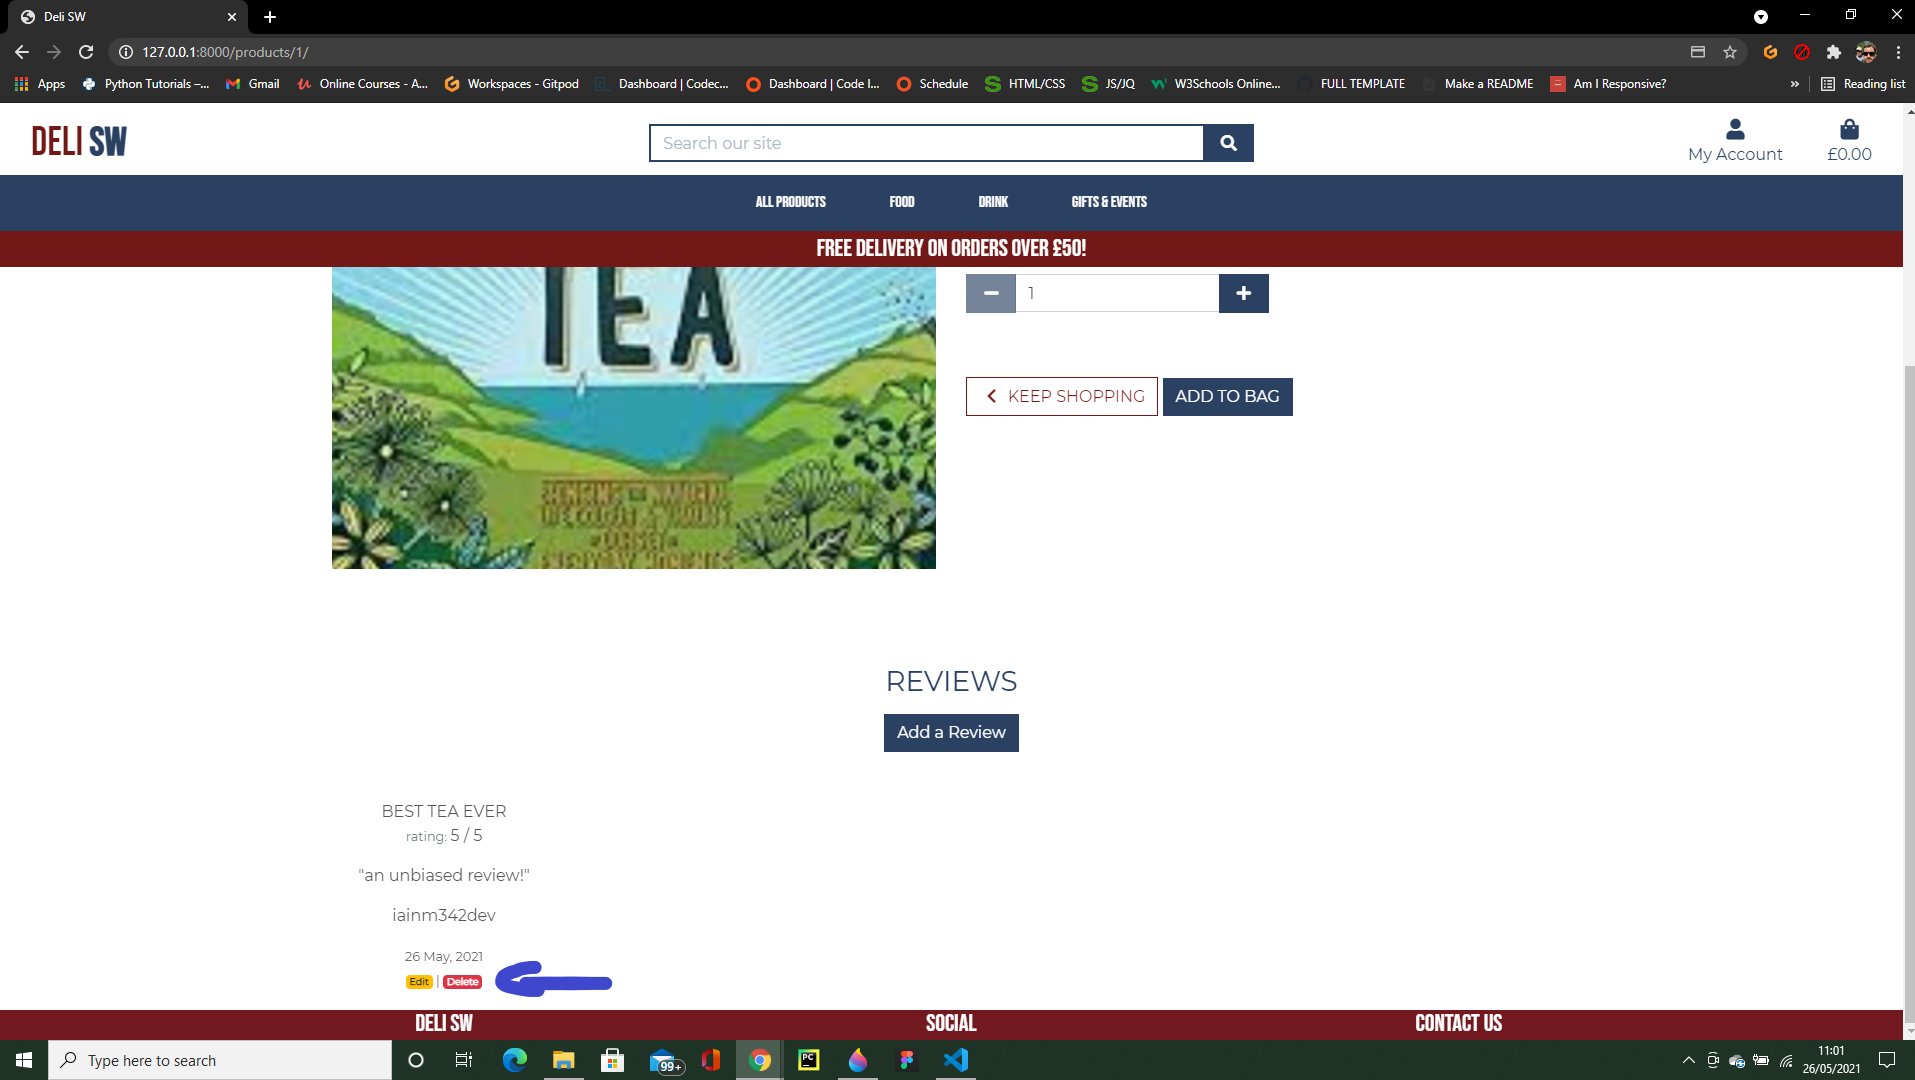 Deli SW
127.0.0.1:8000/products/1/
Apps
Python Tutorials –...
Gmail
Online Courses - A...
Workspaces - Gitpod
Dashboard | Codec...
Dashboard | Code I...
Schedule
HTML/CSS
JS/JQ
W3Schools Online...
FULL TEMPLATE
Make a README
Am I Responsive?
»
Reading list
DELI SW
Search our site
My Account
£0.00
ALL PRODUCTS
FOOD
DRINK
GIFTS & EVENTS
FREE DELIVERY ON ORDERS OVER £50!
TEA
1
KEEP SHOPPING
ADD TO BAG
REVIEWS
Add a Review
BEST TEA EVER
rating: 5 / 5
"an unbiased review!"
iainm342dev
26 May, 2021
Edit | Delete
DELI SW
SOCIAL
CONTACT US
Type here to search
99+
PC
11:01
26/05/2021